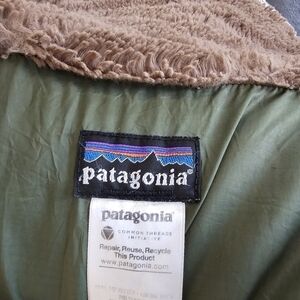 patagonia®
patagonia®
COMMON THREADS
INITIATIVE
Repair, Reuse, Recycle
This Product
www.patagonia.com